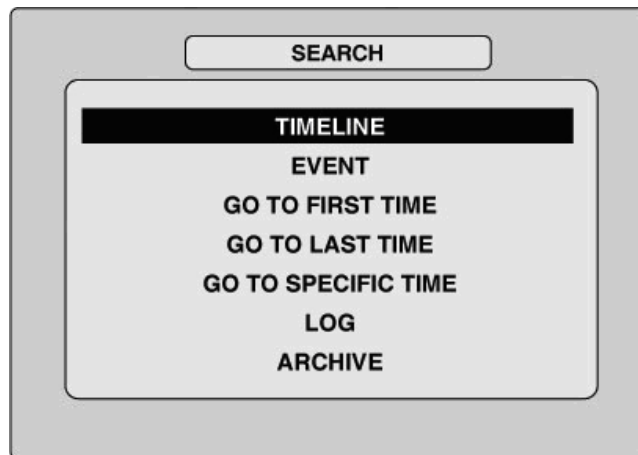 SEARCH
TIMELINE
EVENT
GO TO FIRST TIME
GO TO LAST TIME
GO TO SPECIFIC TIME
LOG
ARCHIVE